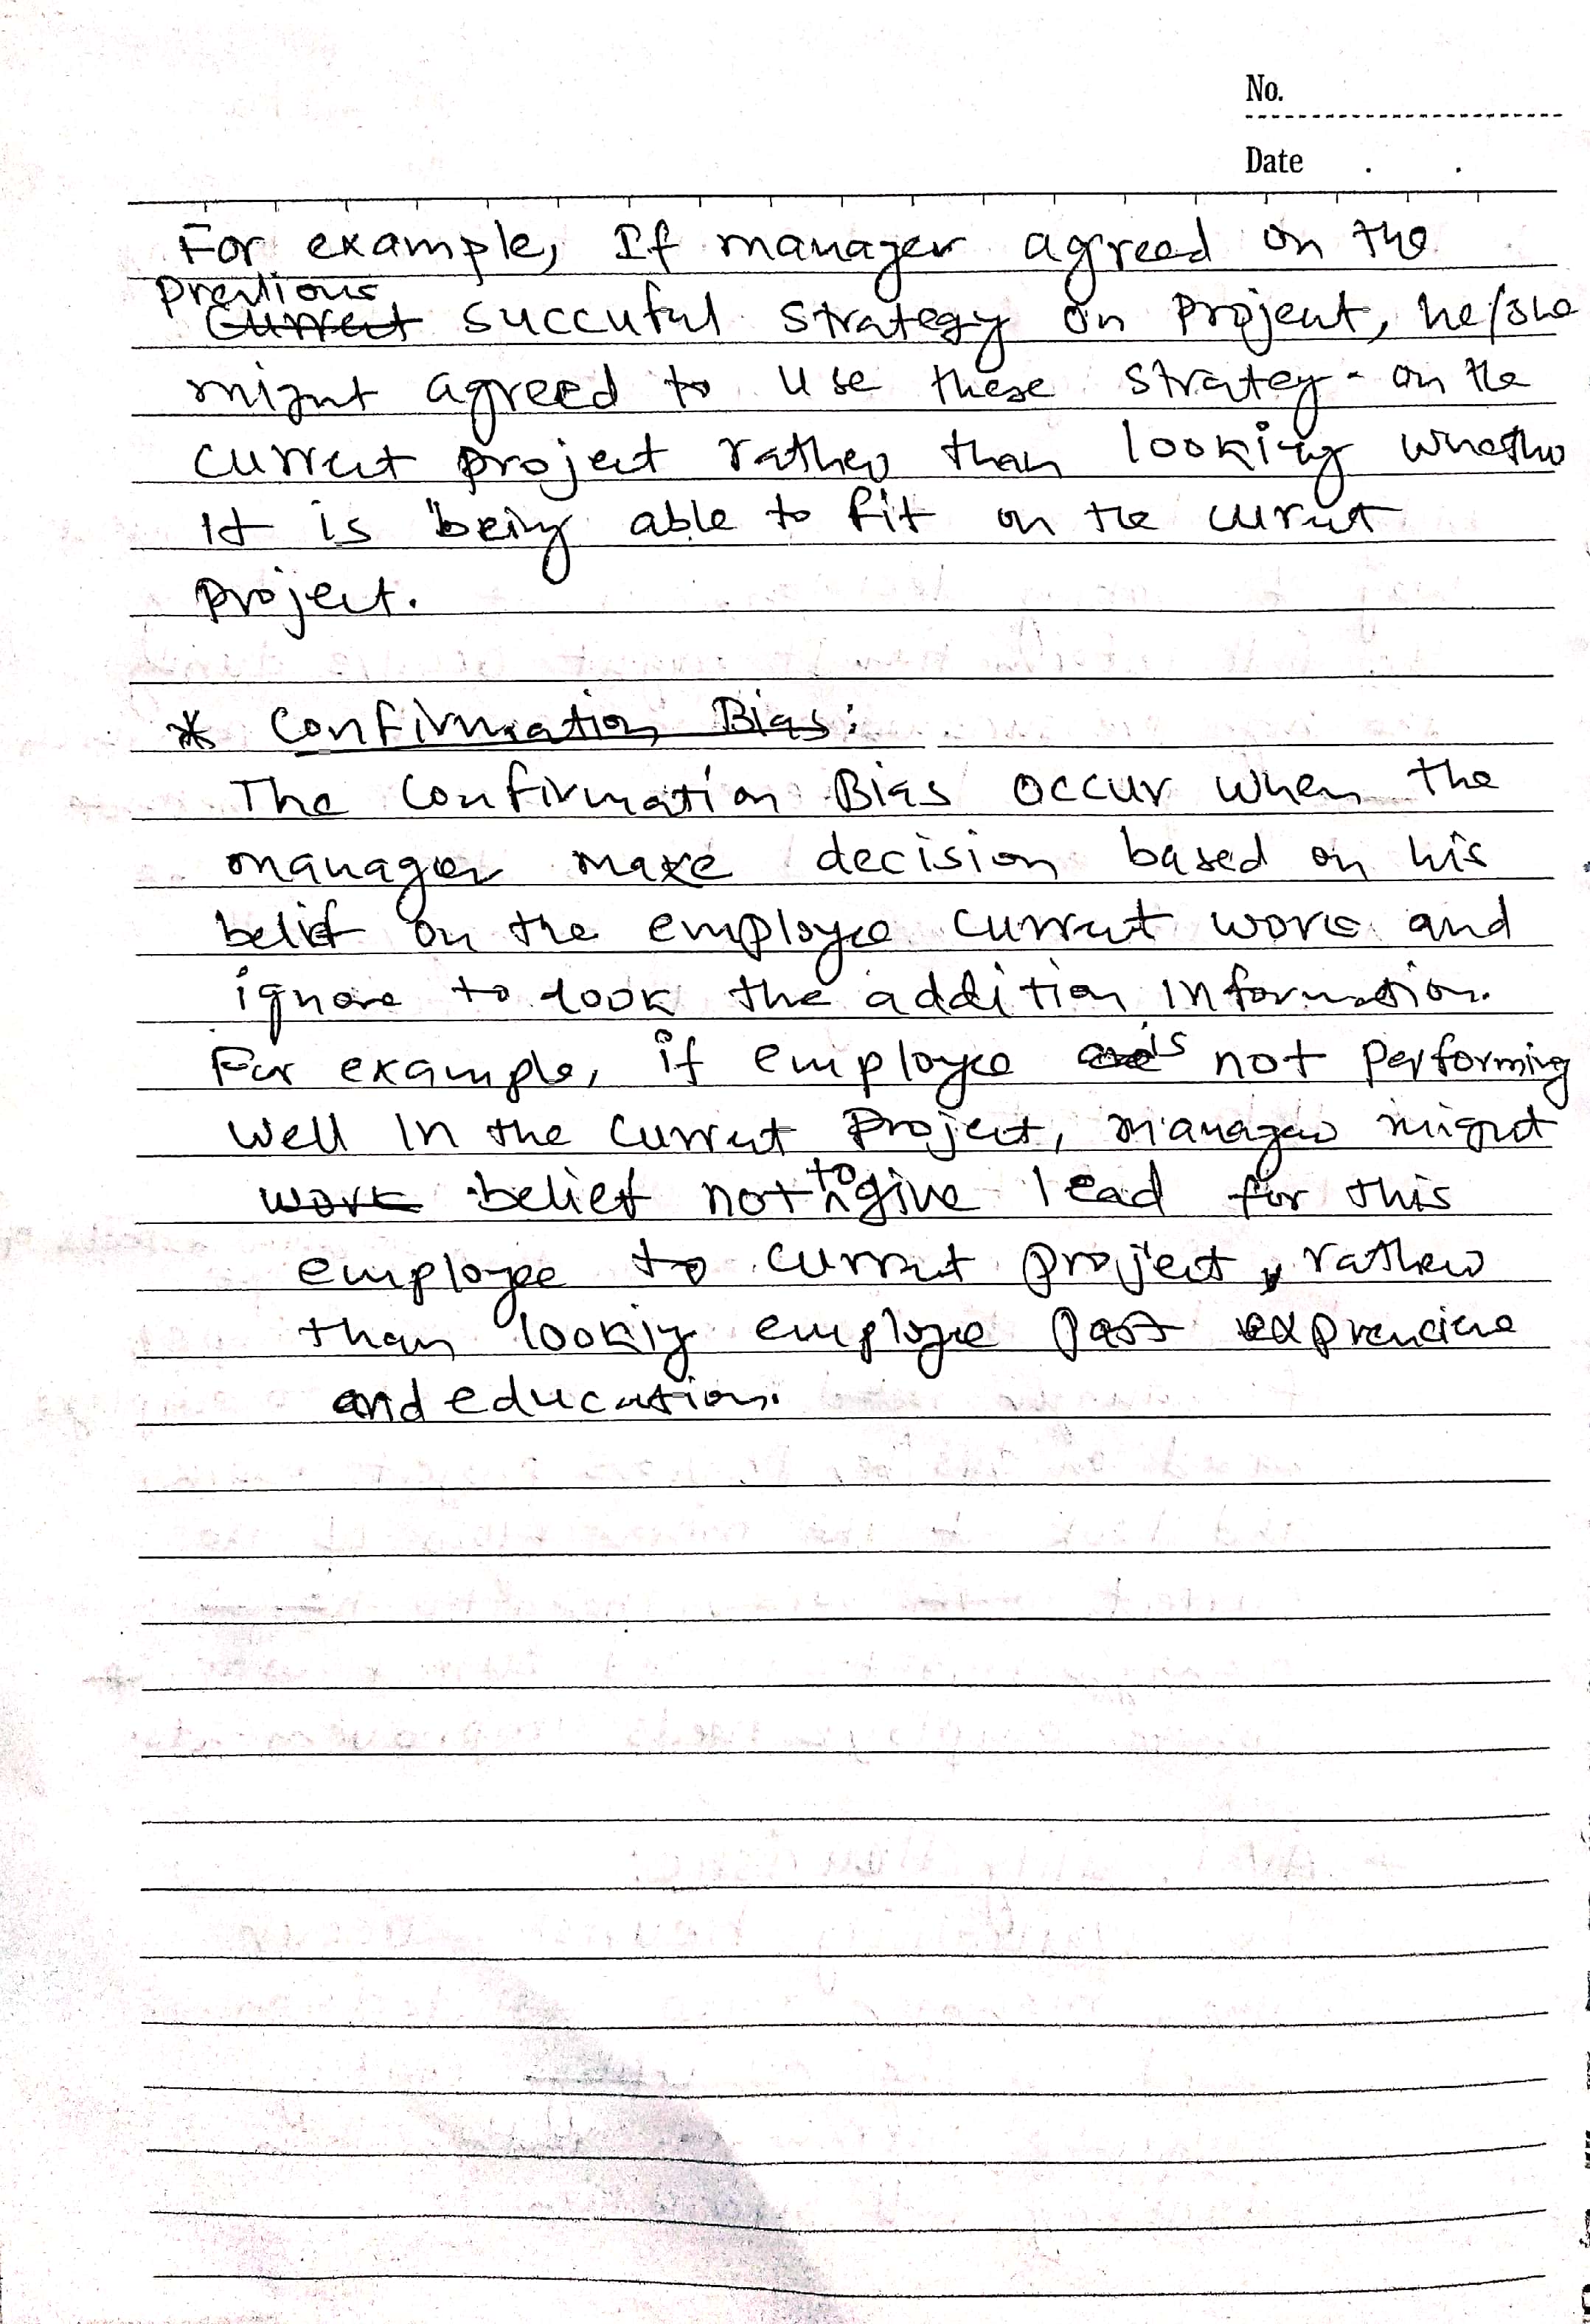 No.
Date . .
For example, If manager agreed on the
Previious
Current succuful strategy on Project, he/she
might agreed to use these strategy - on the
current project rather than looking whether
It is being able to fit on the current
project.
* Confirmation Bias:
The Confirmation Bias occur when the
manager make decision based on his
belief on the employee current work and
ignore to look the addition information.
For example, if employee are is not performing
well In the current Project, manager might
work belief not to give lead for this
employee to current project, rather
than looking employee past
and education.